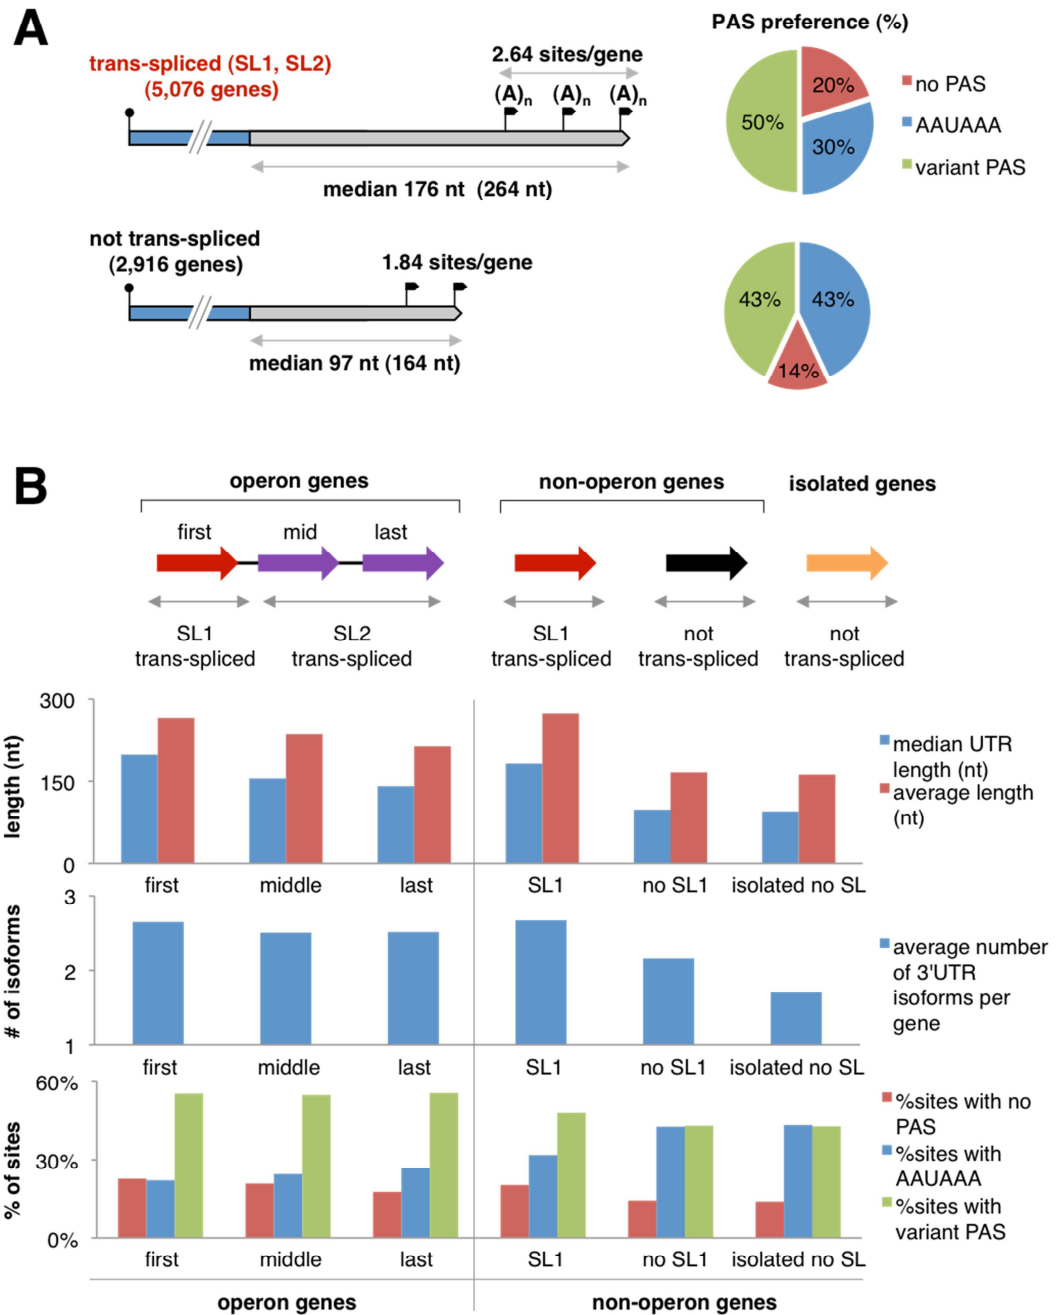 A
PAS preference (%)
trans-spliced (SL1, SL2)
(5,076 genes)
2.64 sites/gene
(A)n (A)n (A)n
median 176 nt (264 nt)
20%
50%
30%
no PAS
AAUAAA
variant PAS
not trans-spliced
(2,916 genes)
1.84 sites/gene
median 97 nt (164 nt)
43%
43%
14%
B
operon genes
non-operon genes
isolated genes
first mid last
SL1 SL2 SL1 not not
trans-spliced trans-spliced trans-spliced trans-spliced trans-spliced
length (nt)
300
150
0
first middle last SL1 no SL1 isolated no SL
median UTR
length (nt)
average length
(nt)
# of isoforms
3
2
1
first middle last SL1 no SL1 isolated no SL
average number
of 3'UTR
isoforms per
gene
% of sites
60%
30%
0%
first middle last SL1 no SL1 isolated no SL
%sites with no
PAS
%sites with
AAUAAA
%sites with
variant PAS
operon genes
non-operon genes